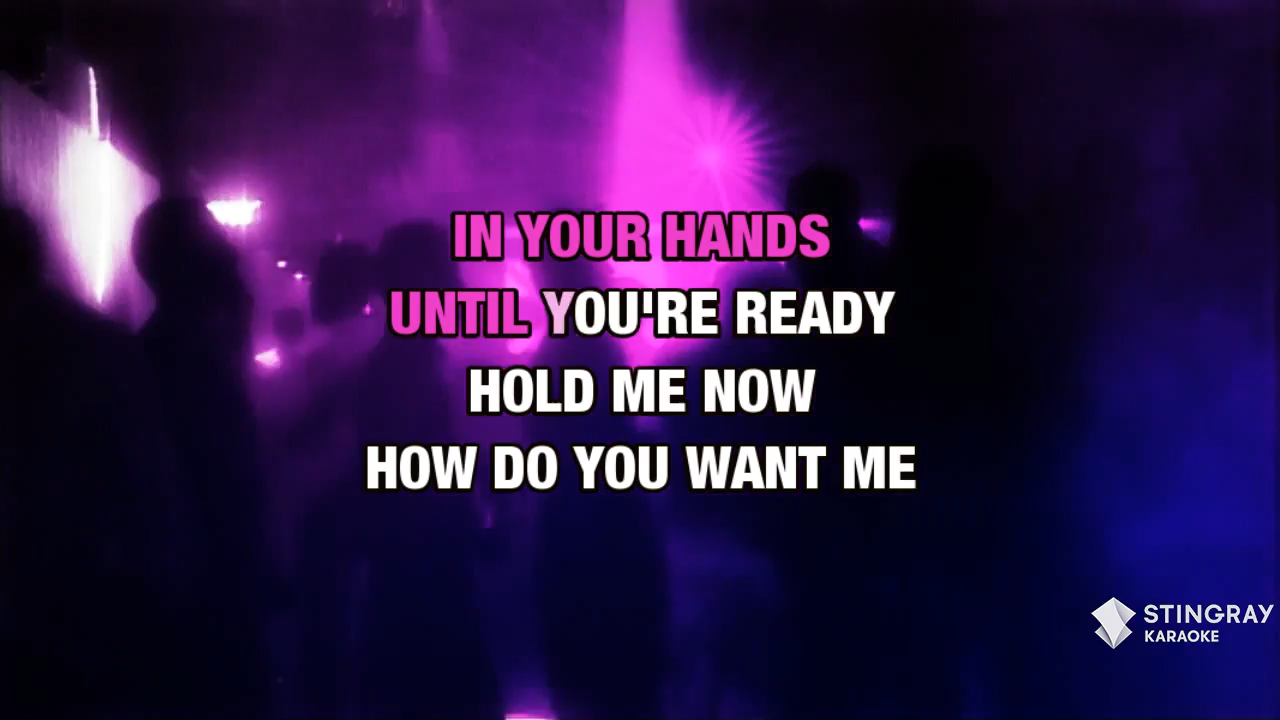 IN YOUR HANDS
UNTIL YOU'RE READY
HOLD ME NOW
HOW DO YOU WANT ME
STINGRAY
KARAOKE